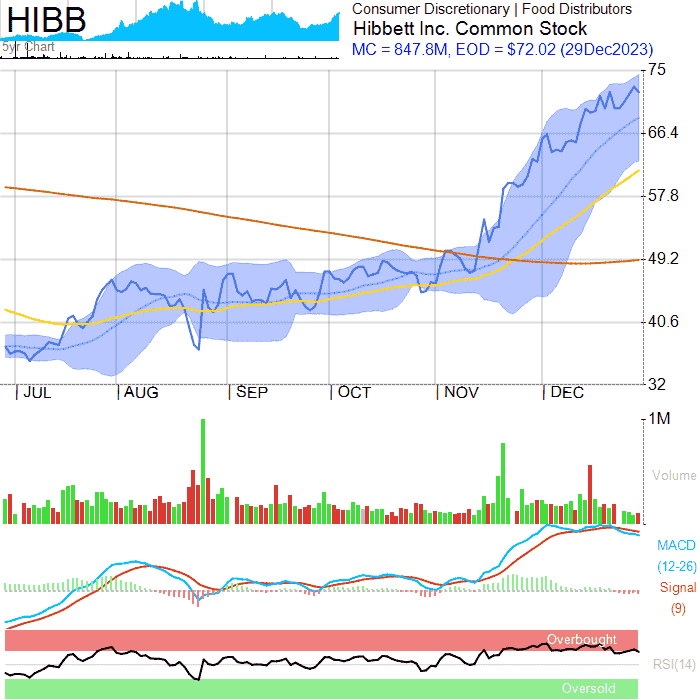 HIBB
5yr Chart
Consumer Discretionary | Food Distributors
Hibbett Inc. Common Stock
MC = 847.8M, EOD = $72.02 (29Dec2023)
75
66.4
57.8
49.2
40.6
32
|JUL |AUG |SEP |OCT |NOV |DEC
1M
Volume
MACD
(12-26)
Signal
(9)
Overbought
RSI(14)
Oversold